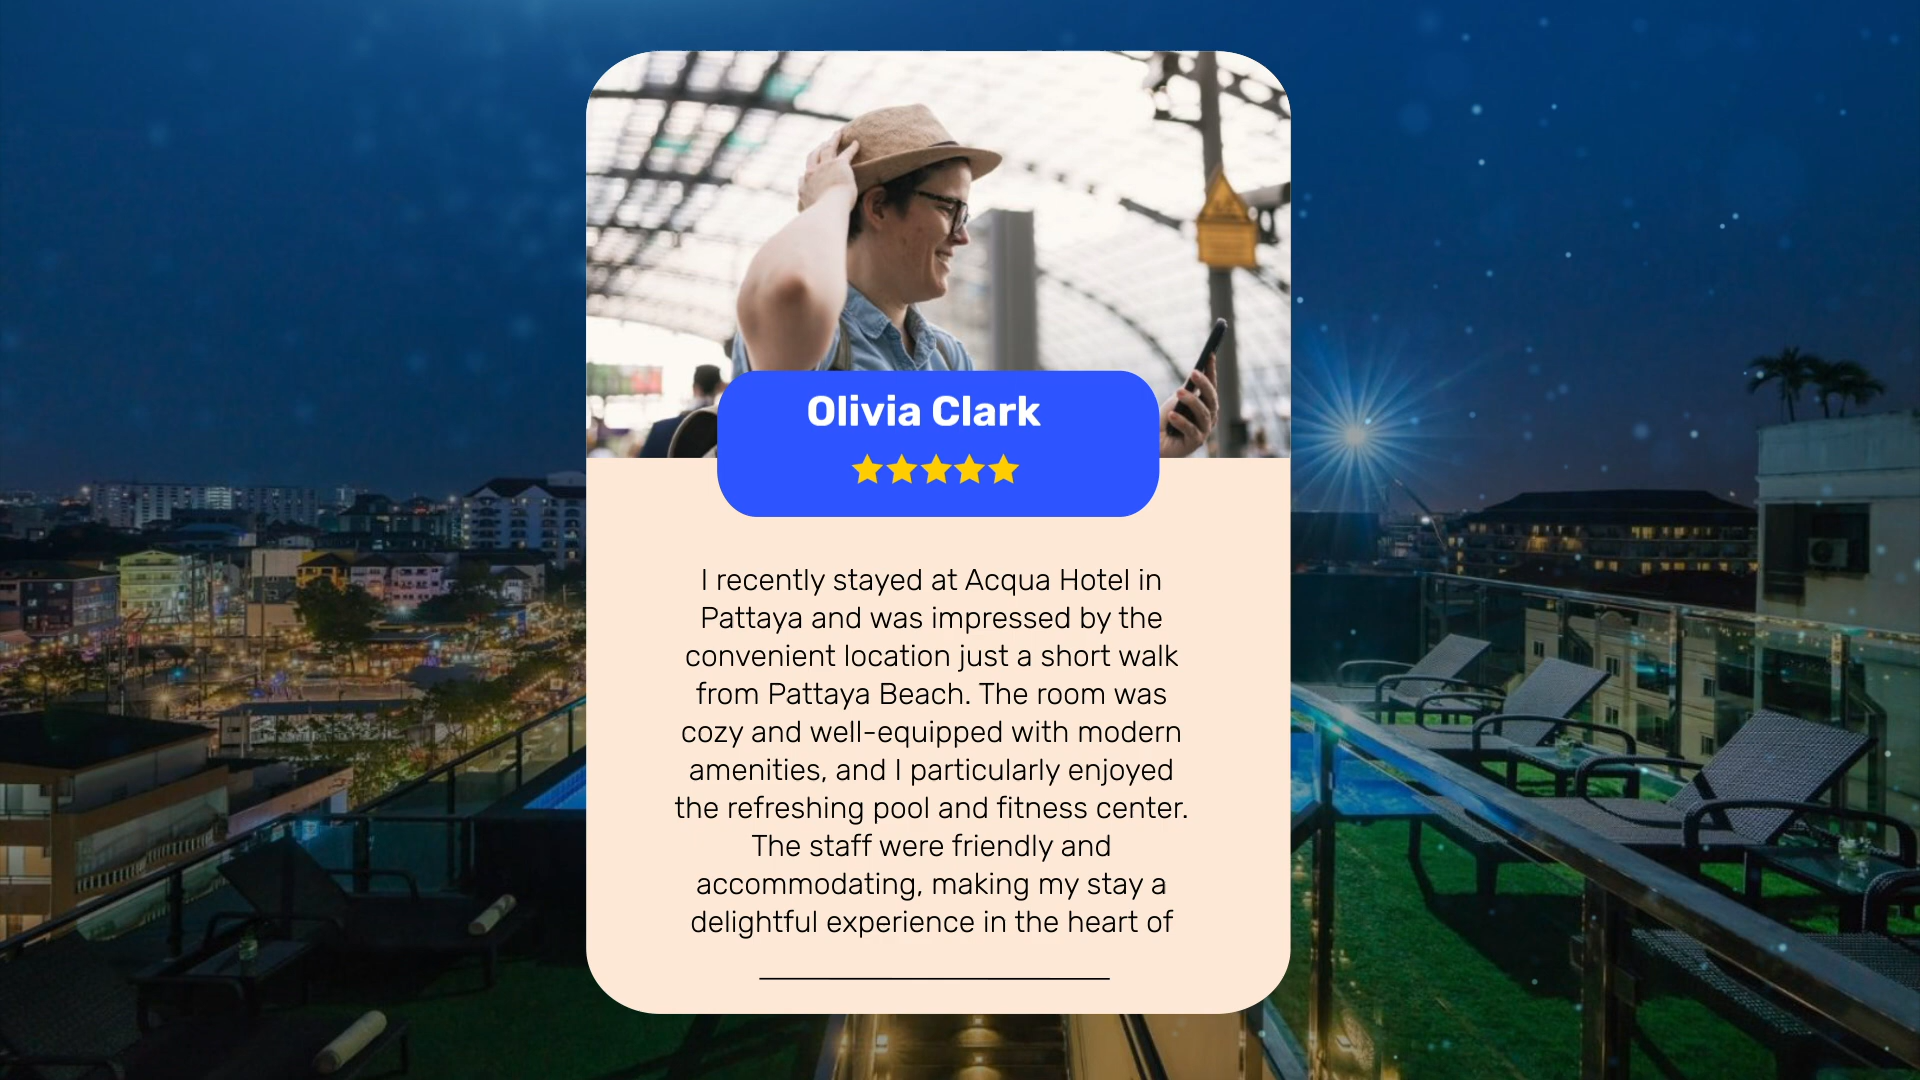 Olivia Clark
I recently stayed at Acqua Hotel in
Pattaya and was impressed by the
convenient location just a short walk
from Pattaya Beach. The room was
cozy and well-equipped with modern
amenities, and I particularly enjoyed
the refreshing pool and fitness center.
The staff were friendly and
accommodating, making my stay a
delightful experience in the heart of